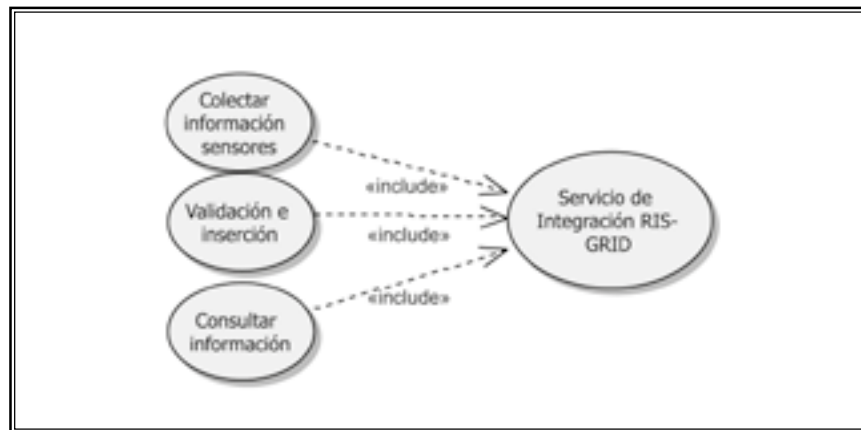 Colectar
información
sensores
«include»
Validación e
inserción
«include»
Servicio de
Integración RIS-
GRID
«include»
Consultar
información